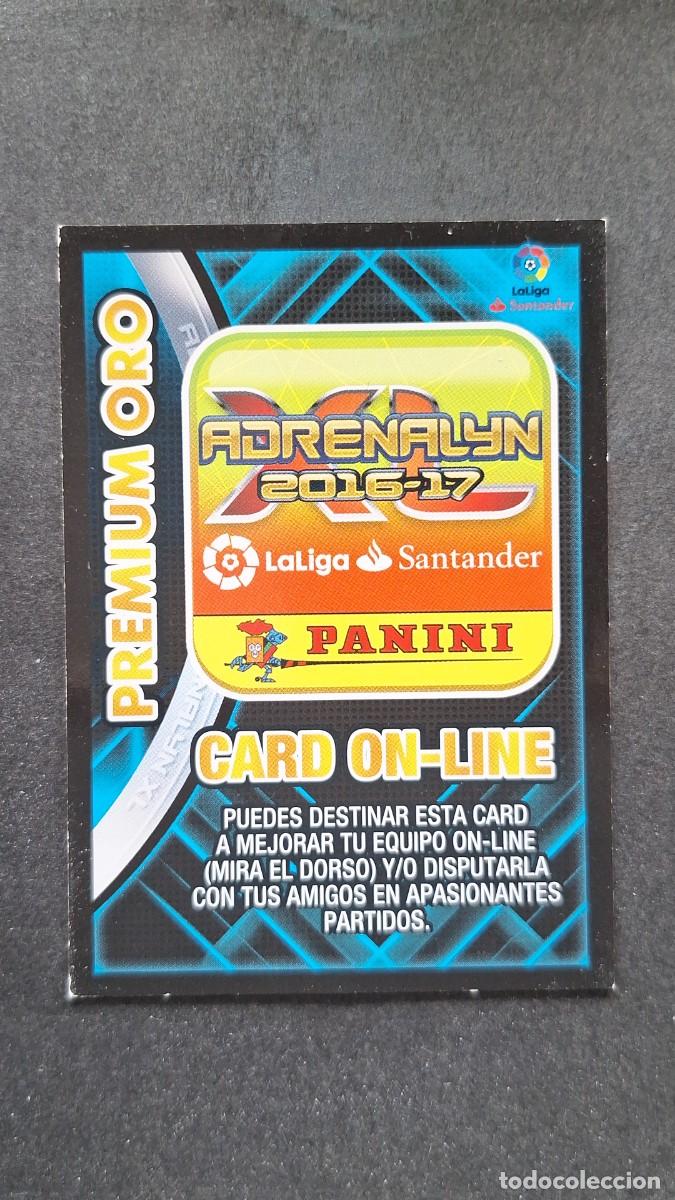 LaLiga
Santander
PREMIUM ORO
XL
ADRENALYN
2016-17
LaLiga Santander
PANINI
CARD ON-LINE
PUEDES DESTINAR ESTA CARD
A MEJORAR TU EQUIPO ON-LINE
(MIRA EL DORSO) Y/O DISPUTARLA
CON TUS AMIGOS EN APASIONANTES
PARTIDOS.
todocoleccion